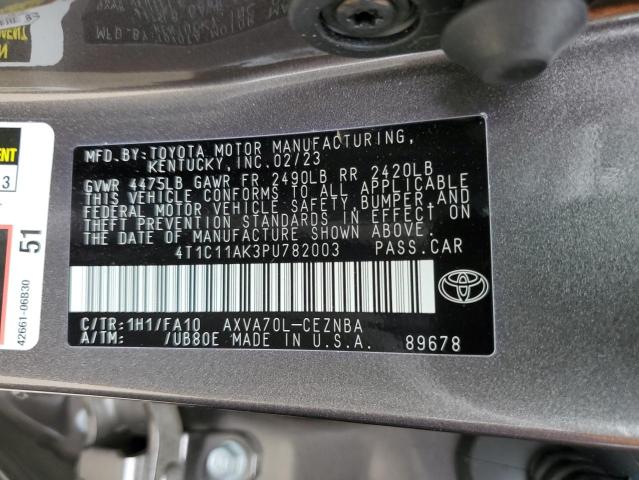 MFD.BY:TOYOTA MOTOR MANUFACTURING,
KENTUCKY, INC. 02/23
GVWR 4475LB GAWR FR 2490LB RR 2420LB
THIS VEHICLE CONFORMS TO ALL APPLICABLE
FEDERAL MOTOR VEHICLE SAFETY, BUMPER, AND
THEFT PREVENTION STANDARDS IN EFFECT ON
THE DATE OF MANUFACTURE SHOWN ABOVE.
4T1C11AK3PU782003 PASS.CAR
C/TR:1H1/FA10 AXVA70L-CEZNBA
A/TM: /UB80E MADE IN U.S.A. 89678
51
42661-06B30